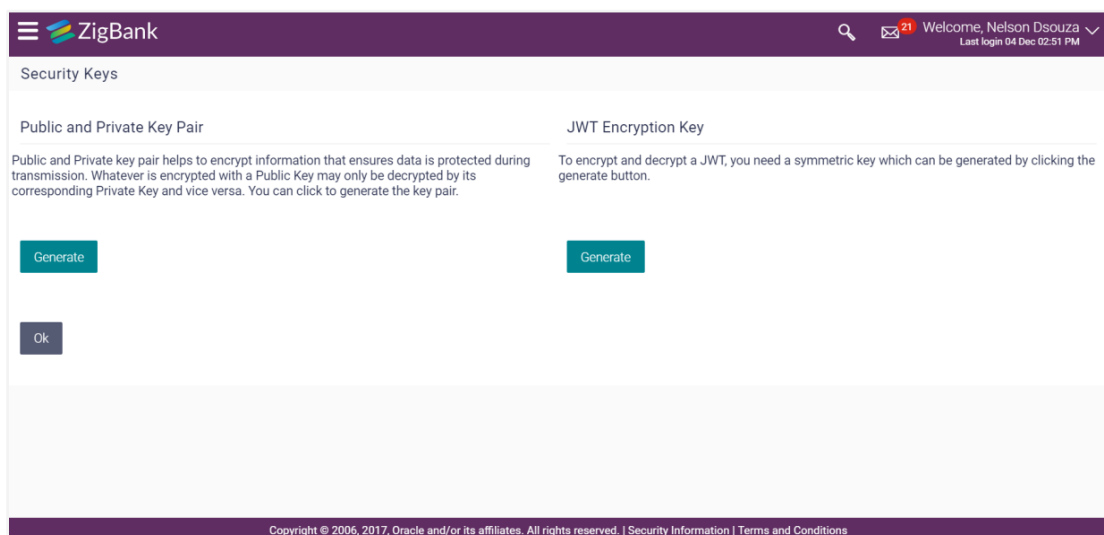 ZigBank
21
Welcome, Nelson Dsouza
Last login 04 Dec 02:51 PM
Security Keys
Public and Private Key Pair
Public and Private key pair helps to encrypt information that ensures data is protected during
transmission. Whatever is encrypted with a Public Key may only be decrypted by its
corresponding Private Key and vice versa. You can click to generate the key pair.
Generate
JWT Encryption Key
To encrypt and decrypt a JWT, you need a symmetric key which can be generated by clicking the
generate button.
Generate
Ok
Copyright © 2006, 2017, Oracle and/or its affiliates. All rights reserved. | Security Information | Terms and Conditions